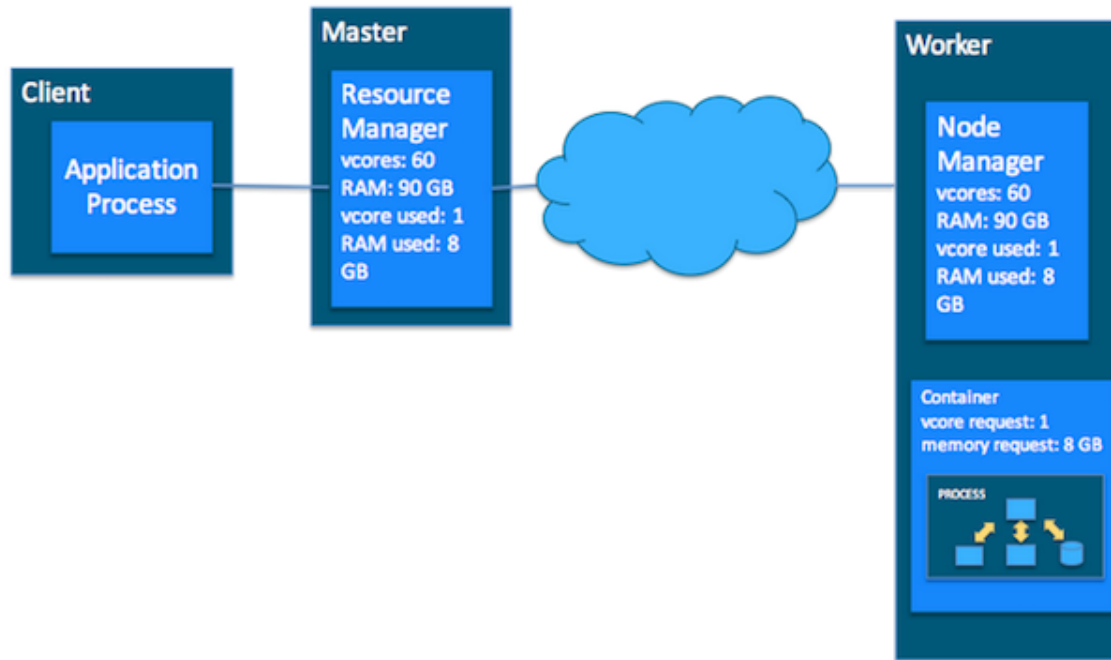 Client
Application
Process
Master
Resource
Manager
vcores: 60
RAM: 90 GB
vcore used: 1
RAM used: 8
GB
Worker
Node
Manager
vcores: 60
RAM: 90 GB
vcore used: 1
RAM used: 8
GB
Container
vcore request: 1
memory request: 8 GB
PROCESS